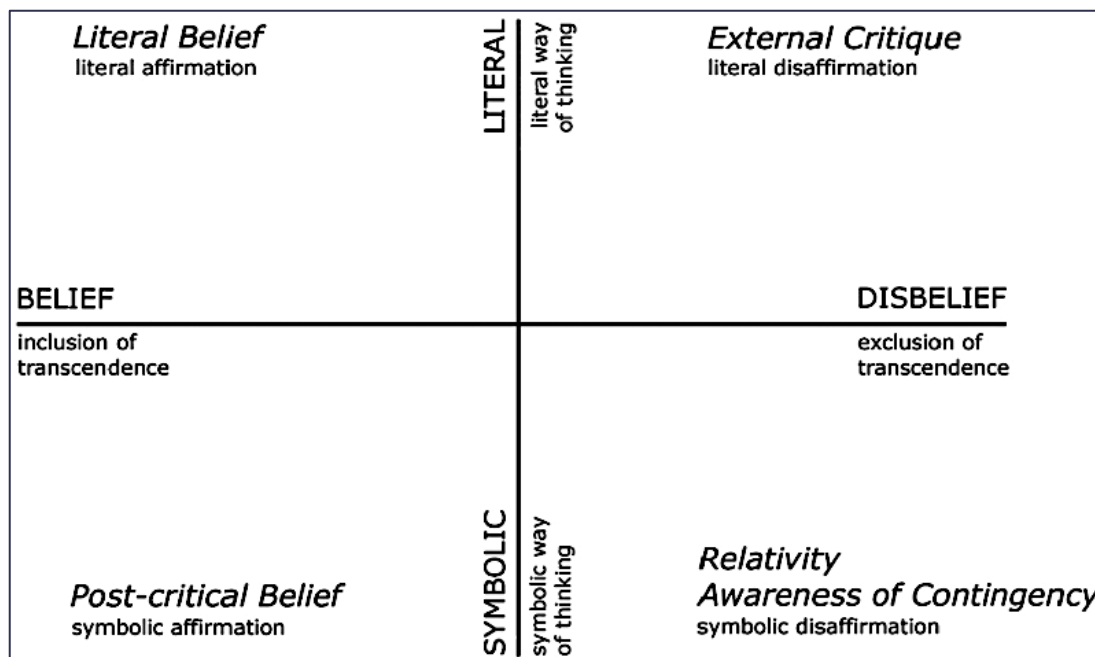 Literal Belief
literal affirmation
LITERAL
literal way
of thinking
External Critique
literal disaffirmation
BELIEF
inclusion of
transcendence
DISBELIEF
exclusion of
transcendence
Post-critical Belief
symbolic affirmation
SYMBOLIC
symbolic way
of thinking
Relativity
Awareness of Contingency
symbolic disaffirmation